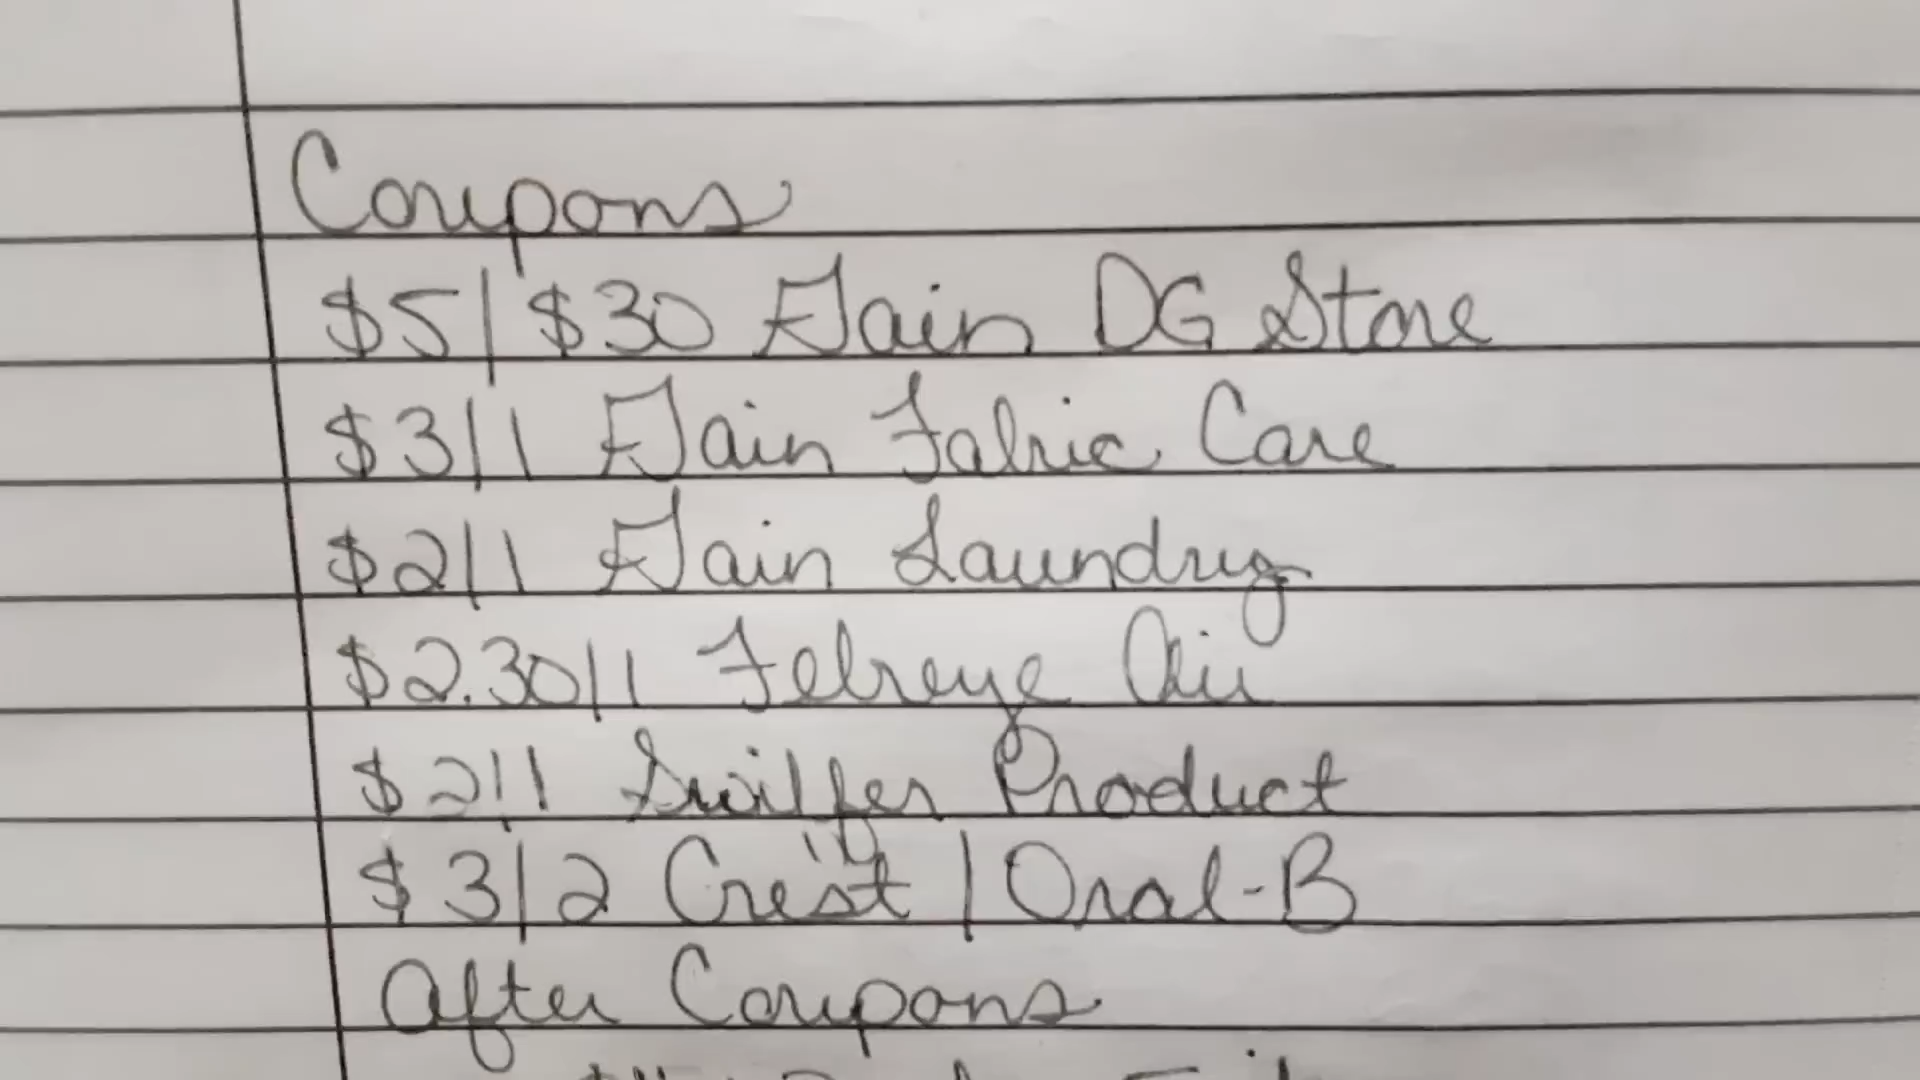 Coupons
$5/$30 Gain DG Store
$3/1 Gain Fabric Care
$2/1 Gain Laundry
$2.30/1 Febreye Air
$2/1 Swiffer Product
$3/2 Crest/Oral-B
After Coupons